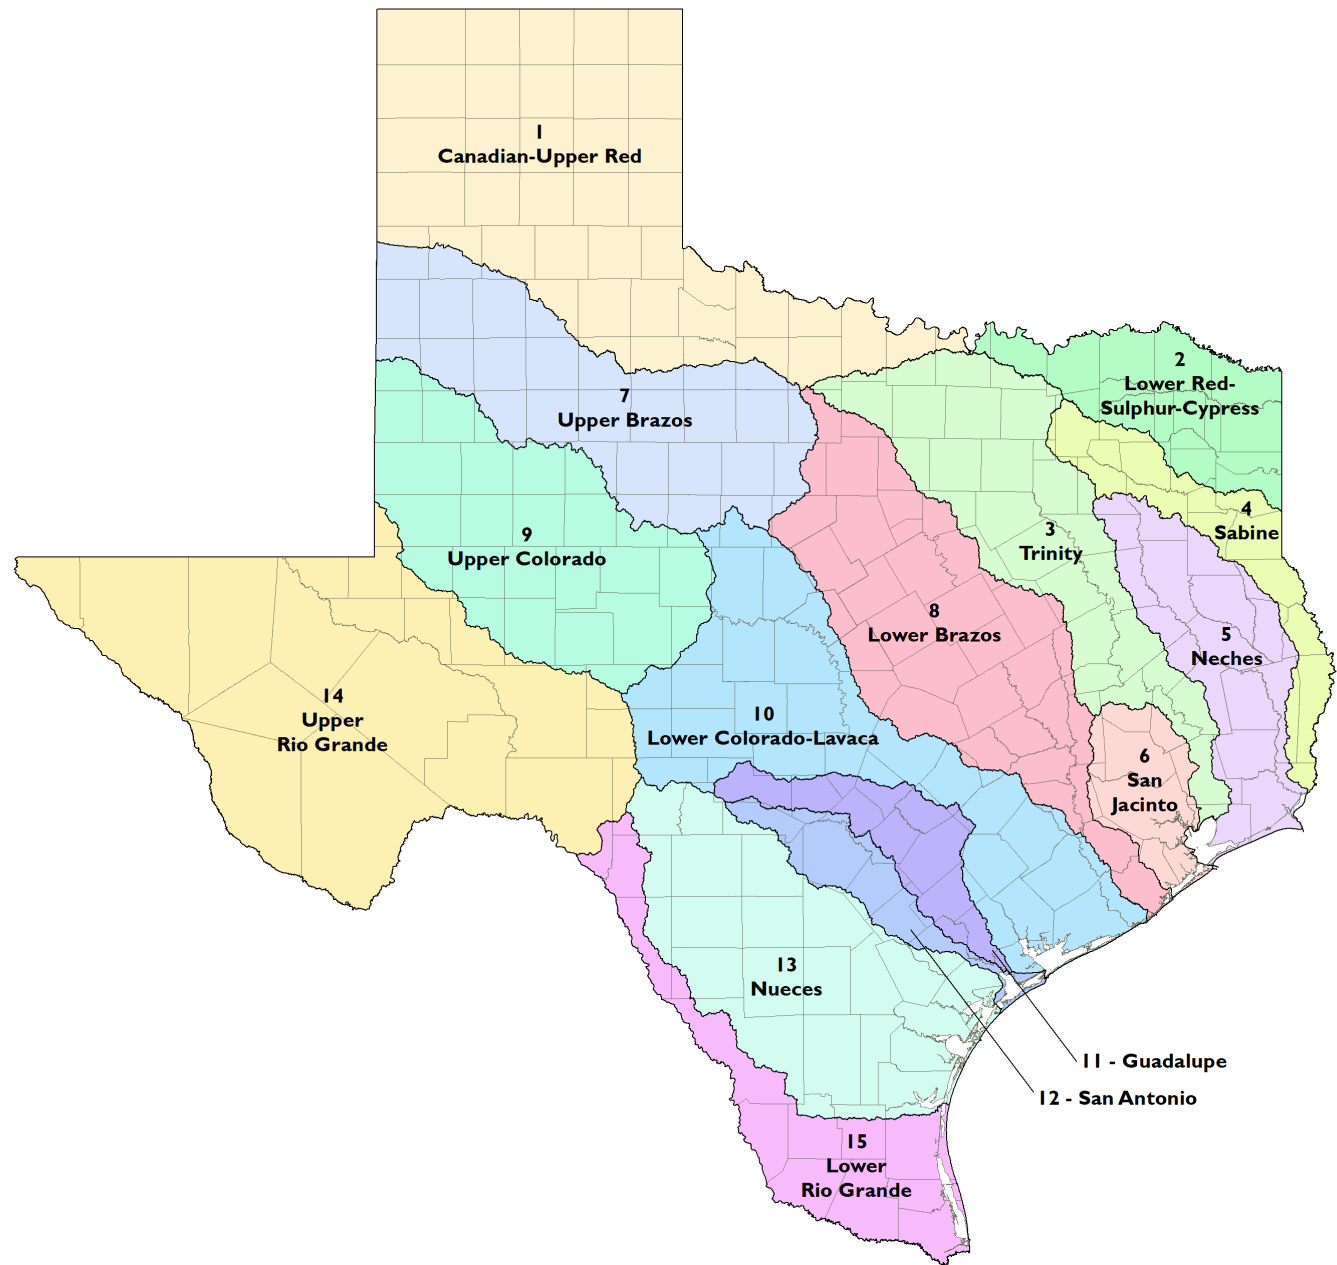 1
Canadian-Upper Red
2
Lower Red-
Sulphur-Cypress
7
Upper Brazos
4
Sabine
3
Trinity
9
Upper Colorado
8
Lower Brazos
5
Neches
14
Upper
Rio Grande
10
Lower Colorado-Lavaca
6
San
Jacinto
13
Nueces
11 - Guadalupe
12 - San Antonio
15
Lower
Rio Grande